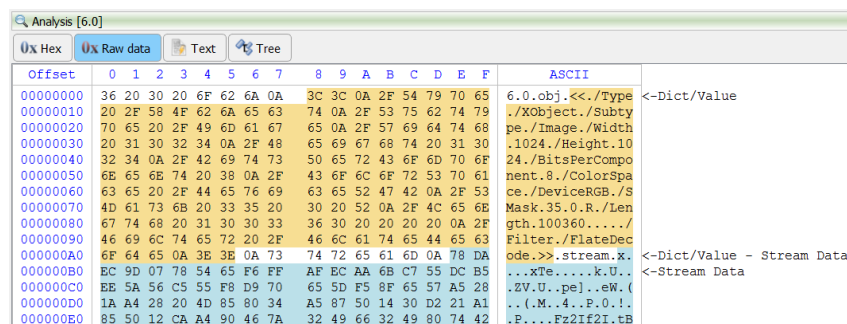 Analysis [6.0]
0x Hex 0x Raw data Text Tree
Offset 0 1 2 3 4 5 6 7 8 9 A B C D E F ASCII
00000000 36 20 30 20 6F 62 6A 0A 3C 3C 0A 2F 54 79 70 65 6.0.obj.<<./Type <-Dict/Value
00000010 20 2F 58 4F 62 6A 65 63 74 0A 2F 53 75 62 74 79 ./XObject./Subty
00000020 70 65 20 2F 49 6D 61 67 65 0A 2F 57 69 64 74 68 pe./Image./Width
00000030 20 31 30 32 34 0A 2F 48 65 69 67 68 74 20 31 30 .1024./Height.10
00000040 32 34 0A 2F 42 69 74 73 50 65 72 43 6F 6D 70 6F 24./BitsPerCompo
00000050 6E 65 6E 74 20 38 0A 2F 43 6F 6C 6F 72 53 70 61 nent.8./ColorSpa
00000060 63 65 20 2F 44 65 76 69 63 65 52 47 42 0A 2F 53 ce./DeviceRGB./S
00000070 4D 61 73 6B 20 33 35 20 30 20 52 0A 2F 4C 65 6E Mask.35.0.R./Len
00000080 67 74 68 20 31 30 30 33 36 30 20 20 20 20 0A 2F gth.100360...../
00000090 46 69 6C 74 65 72 20 2F 46 6C 61 74 65 44 65 63 Filter./FlateDec
000000A0 6F 64 65 0A 3E 3E 0A 73 74 72 65 61 6D 0A 78 DA ode.>>.stream.x. <-Dict/Value - Stream Data
000000B0 EC 9D 07 78 54 65 F6 FF AF EC AA 6B C7 55 DC B5 ...xTe.....k.U.. <-Stream Data
000000C0 EE 5A 56 C5 55 F8 D9 70 65 5D F5 8F 65 57 A5 28 .ZV.U..pe]..eW.(
000000D0 1A A4 28 20 4D 85 80 34 A5 87 50 14 30 D2 21 A1 ..(.M..4..P.0.!.
000000E0 85 50 12 CA A4 90 46 7A 32 49 66 32 49 80 74 42 .P....Fz2If2I.tB